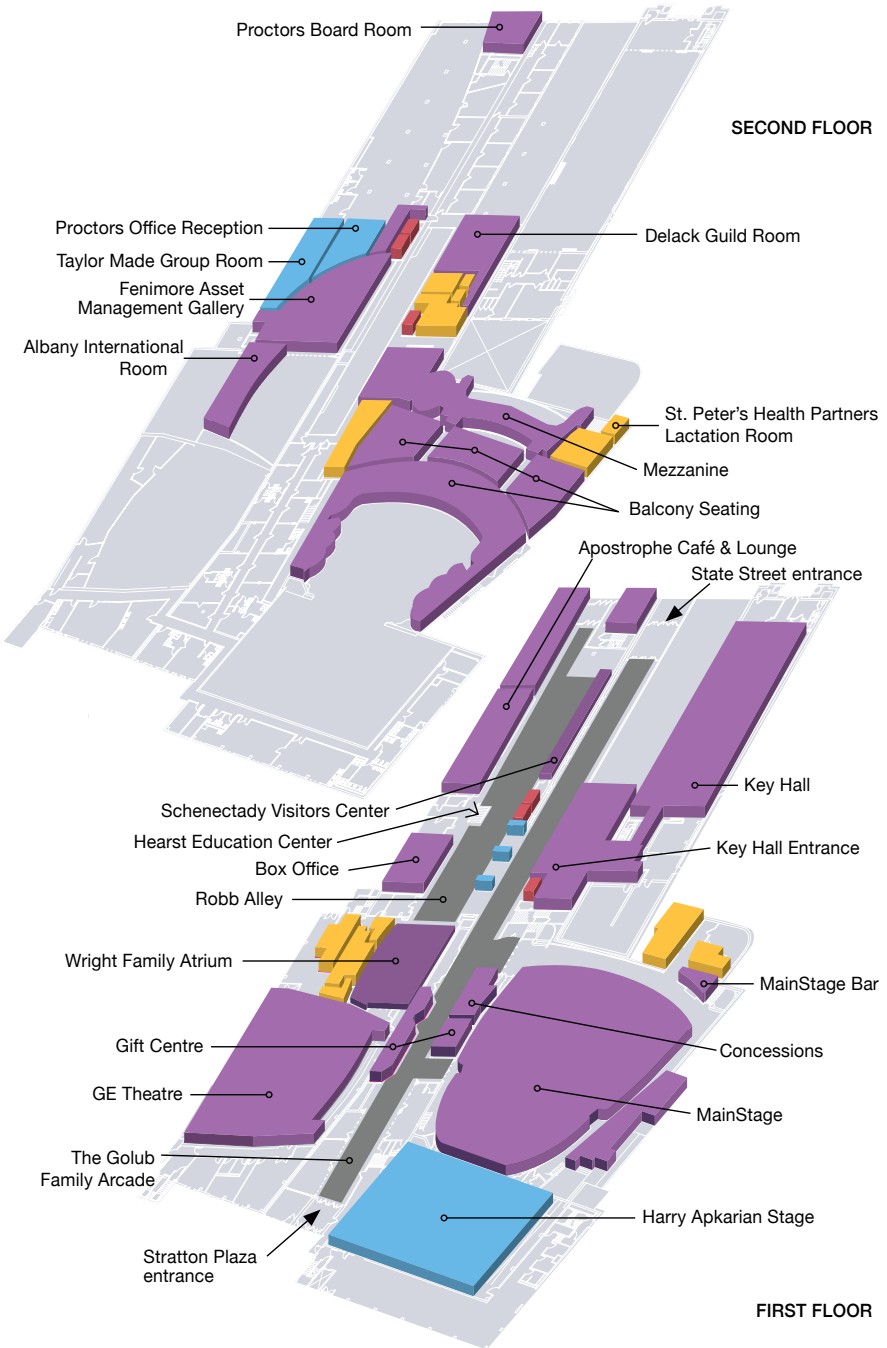 Proctors Board Room
SECOND FLOOR
Proctors Office Reception
Delack Guild Room
Taylor Made Group Room
Fenimore Asset
Management Gallery
Albany International
Room
St. Peter's Health Partners
Lactation Room
Mezzanine
Balcony Seating
Apostrophe Café & Lounge
State Street entrance
Key Hall
Schenectady Visitors Center
Hearst Education Center
Key Hall Entrance
Box Office
Robb Alley
Wright Family Atrium
MainStage Bar
Gift Centre
Concessions
GE Theatre
MainStage
The Golub
Family Arcade
Harry Apkarian Stage
Stratton Plaza
entrance
FIRST FLOOR